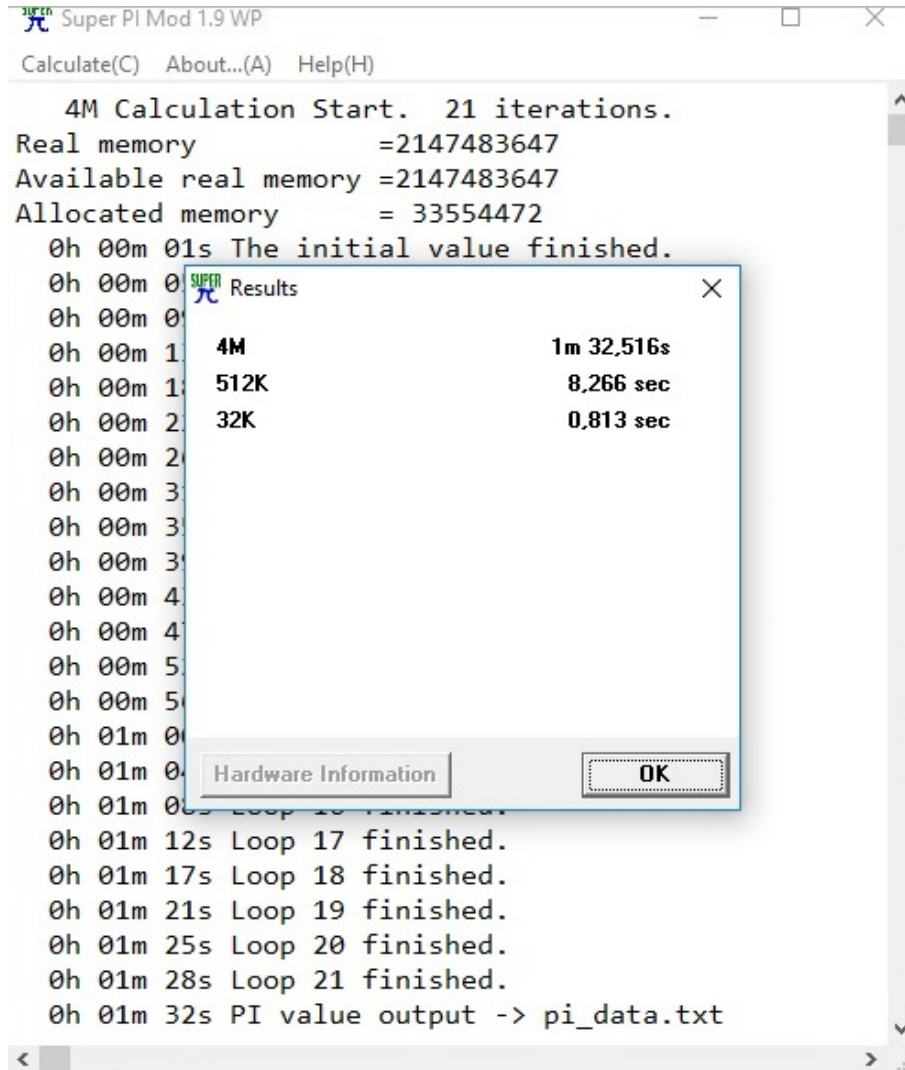 Super PI Mod 1.9 WP
Calculate(C) About...(A) Help(H)
4M Calculation Start. 21 iterations.
Real memory =2147483647
Available real memory =2147483647
Allocated memory = 33554472
0h 00m 01s The initial value finished.
0h 00m
0h 00m
0h 00m
0h 00m
0h 00m
0h 00m
0h 00m
0h 00m
0h 00m
0h 00m
0h 00m
0h 00m
0h 00m
0h 01m
0h 01m
0h 01m
0h 01m 12s Loop 17 finished.
0h 01m 17s Loop 18 finished.
0h 01m 21s Loop 19 finished.
0h 01m 25s Loop 20 finished.
0h 01m 28s Loop 21 finished.
0h 01m 32s PI value output -> pi_data.txt
SUPER π Results
4M 1m 32,516s
512K 8,266 sec
32K 0,813 sec
Hardware Information OK